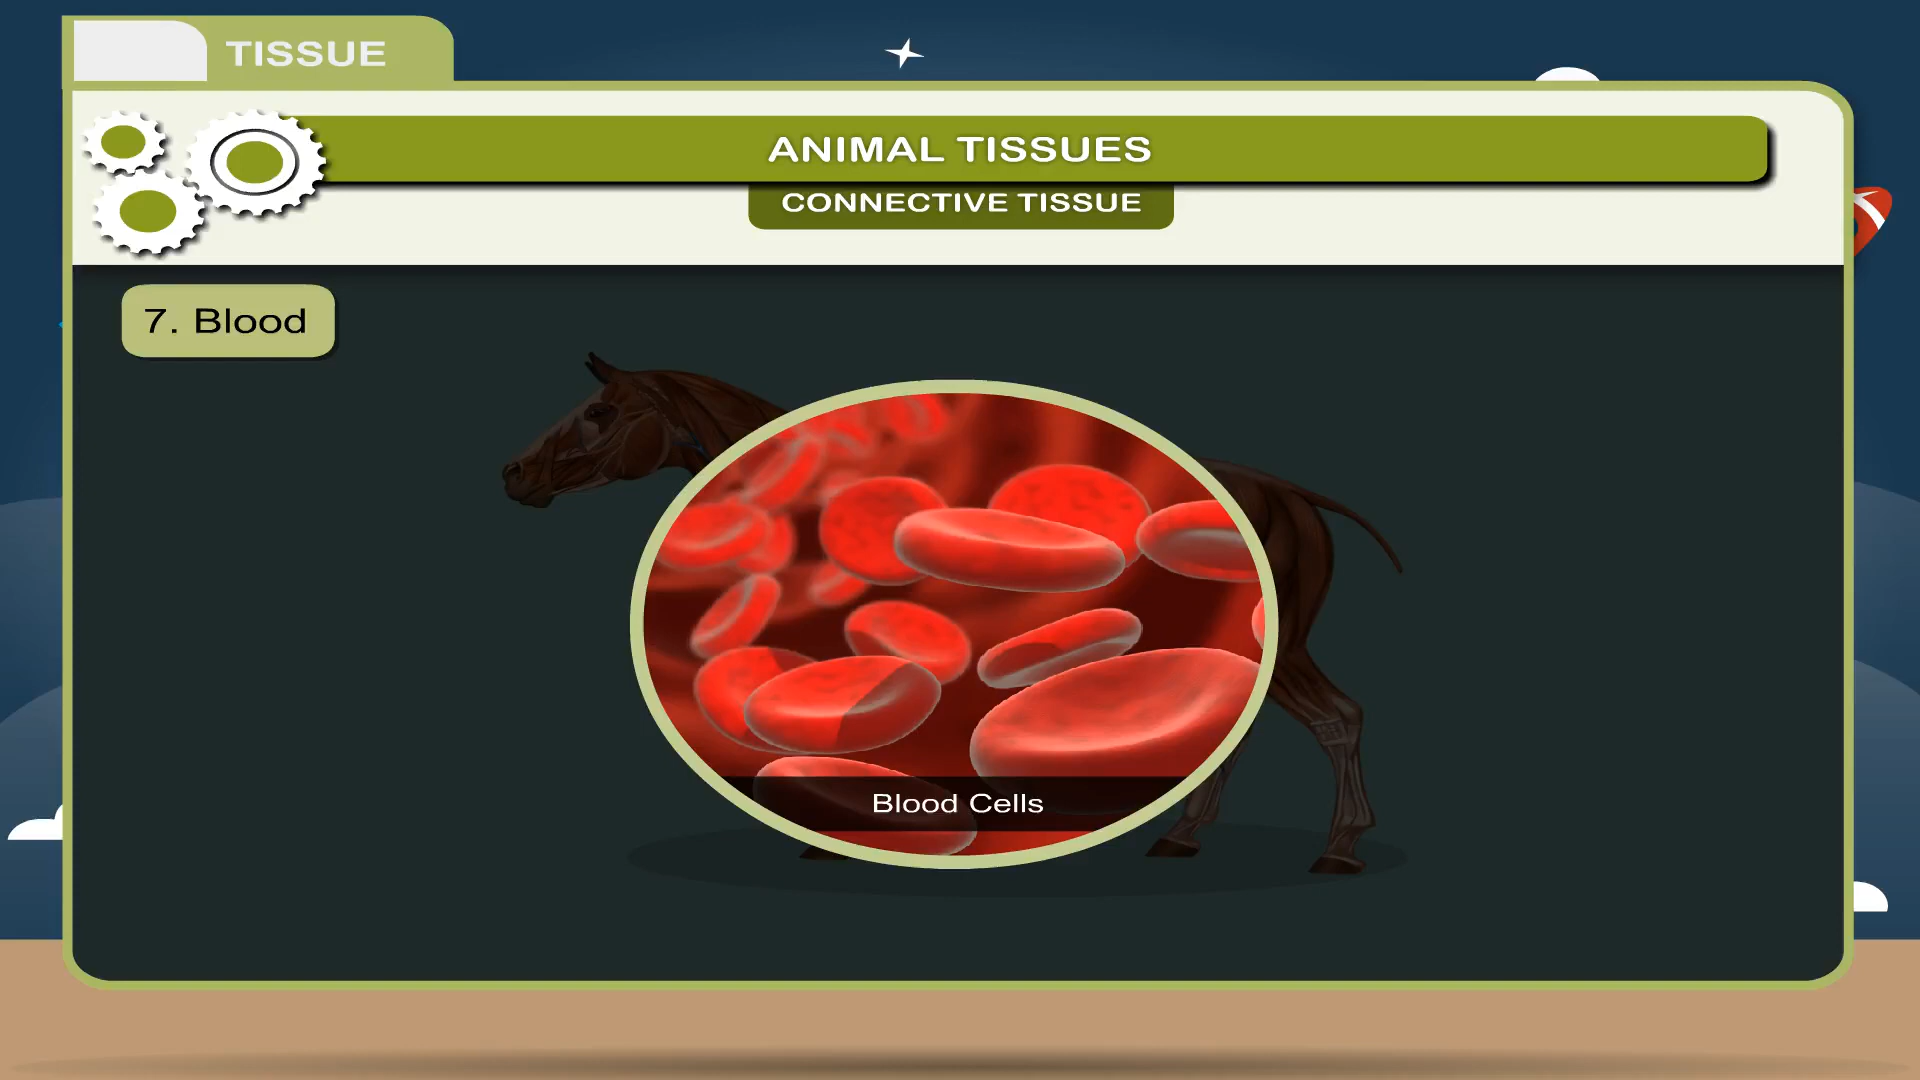 TISSUE
ANIMAL TISSUES
CONNECTIVE TISSUE
7. Blood
Blood Cells